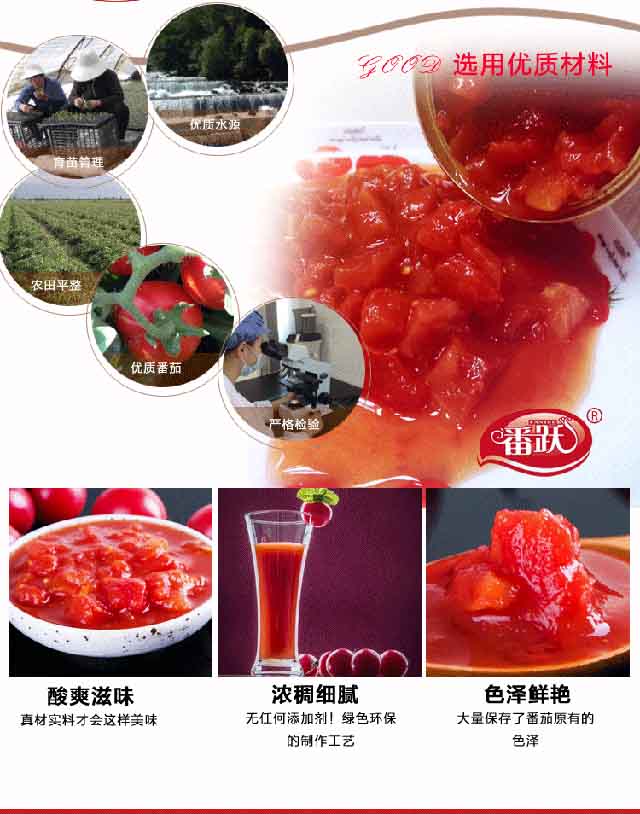 GOOD 选用优质材料
优质水源
育苗管理
农田平整
优质番茄
严格检验
番跃®
酸爽滋味
真材实料才会这样美味
浓稠细腻
无任何添加剂！绿色环保
的制作工艺
色泽鲜艳
大量保存了番茄原有的
色泽